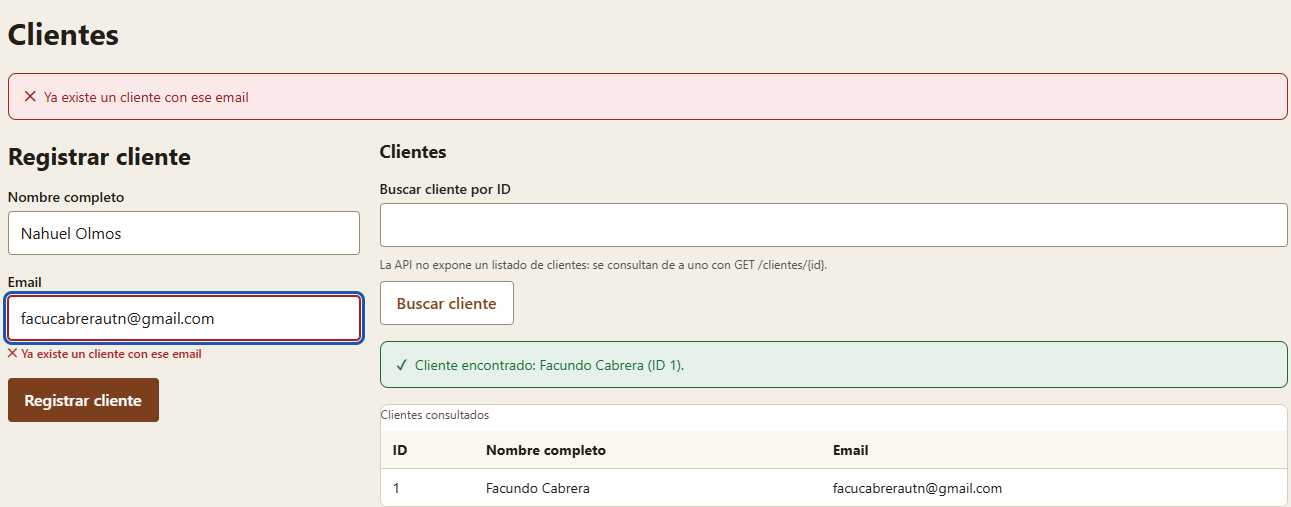 Clientes
✕ Ya existe un cliente con ese email
Registrar cliente
Nombre completo
Nahuel Olmos
Email
facucabrerautn@gmail.com
✕ Ya existe un cliente con ese email
Registrar cliente
Clientes
Buscar cliente por ID
La API no expone un listado de clientes: se consultan de a uno con GET /clientes/{id}.
Buscar cliente
✓ Cliente encontrado: Facundo Cabrera (ID 1).
Clientes consultados
ID Nombre completo Email
1 Facundo Cabrera facucabrerautn@gmail.com